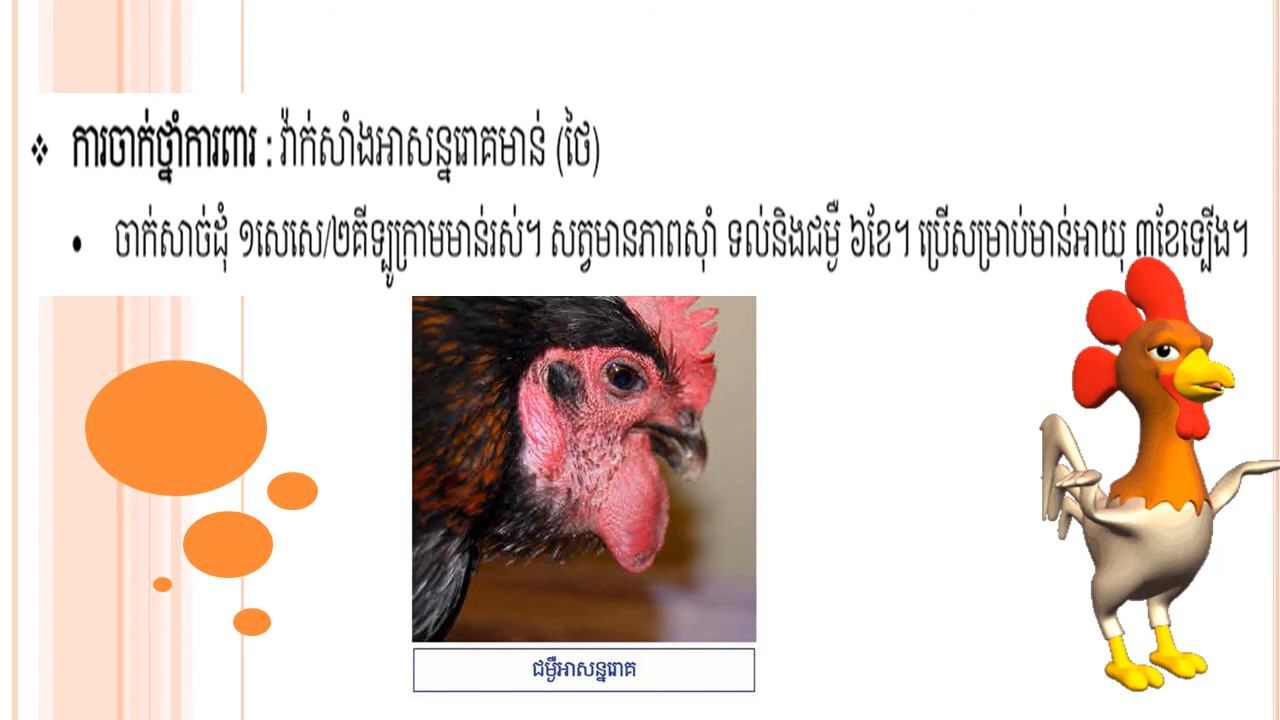 ❖ ការចាក់ថ្នាំការពារ : វ៉ាក់សាំងអាសន្នរោគមាន់ (ថៃ)
• ចាក់សាច់ដុំ ១សេសេ/២គីឡូក្រាមមាន់រស់។ សត្វមានភាពស៊ាំ ទល់និងជម្ងឺ ៦ខែ។ ប្រើសម្រាប់មាន់អាយុ ៣ខែឡើង។
ជម្ងឺអាសន្នរោគ